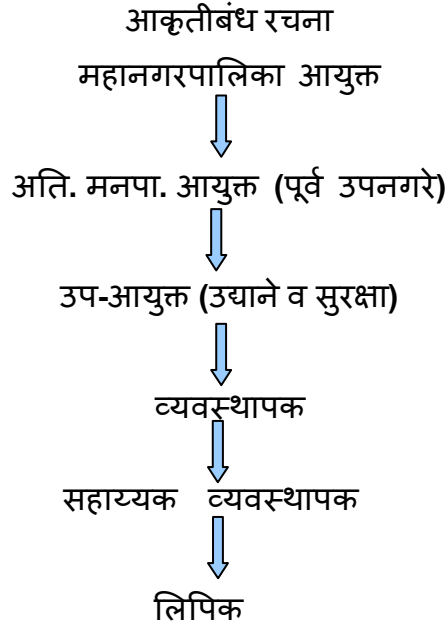 आकृतीबंध रचना
महानगरपालिका आयुक्त
अति. मनपा. आयुक्त (पूर्व उपनगरे)
उप-आयुक्त (उद्याने व सुरक्षा)
व्यवस्थापक
सहाय्यक व्यवस्थापक
लिपिक